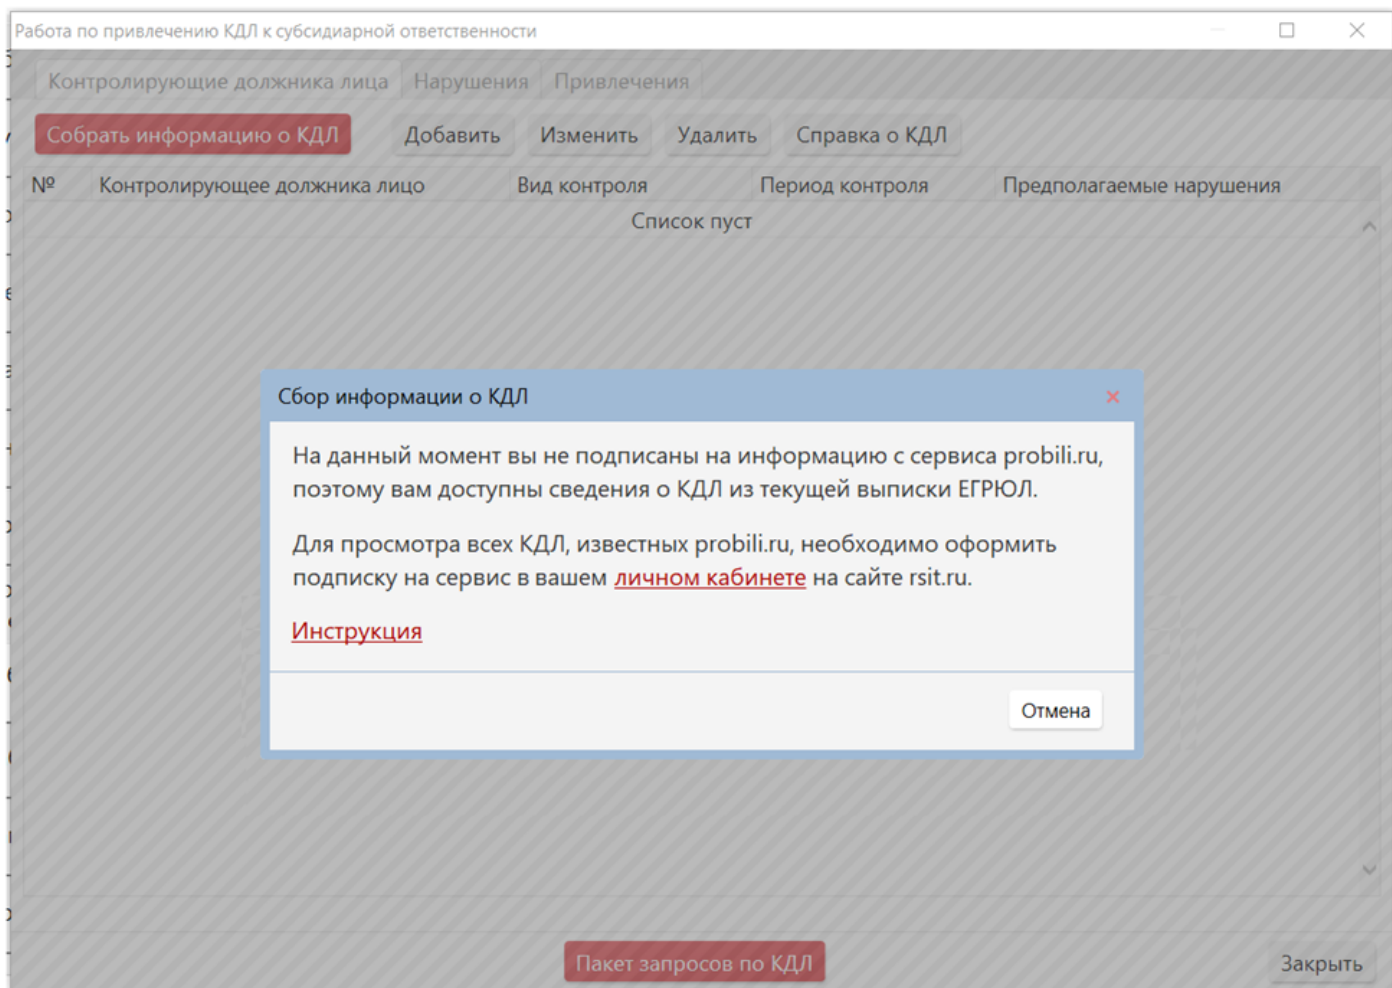 Работа по привлечению КДЛ к субсидиарной ответственности
Контролирующие должника лица Нарушения Привлечения
Собрать информацию о КДЛ Добавить Изменить Удалить Справка о КДЛ
№ Контролирующее должника лицо Вид контроля Период контроля Предполагаемые нарушения
Список пуст
Сбор информации о КДЛ
На данный момент вы не подписаны на информацию с сервиса probili.ru,
поэтому вам доступны сведения о КДЛ из текущей выписки ЕГРЮЛ.
Для просмотра всех КДЛ, известных probili.ru, необходимо оформить
подписку на сервис в вашем личном кабинете на сайте rsit.ru.
Инструкция
Отмена
Пакет запросов по КДЛ Закрыть